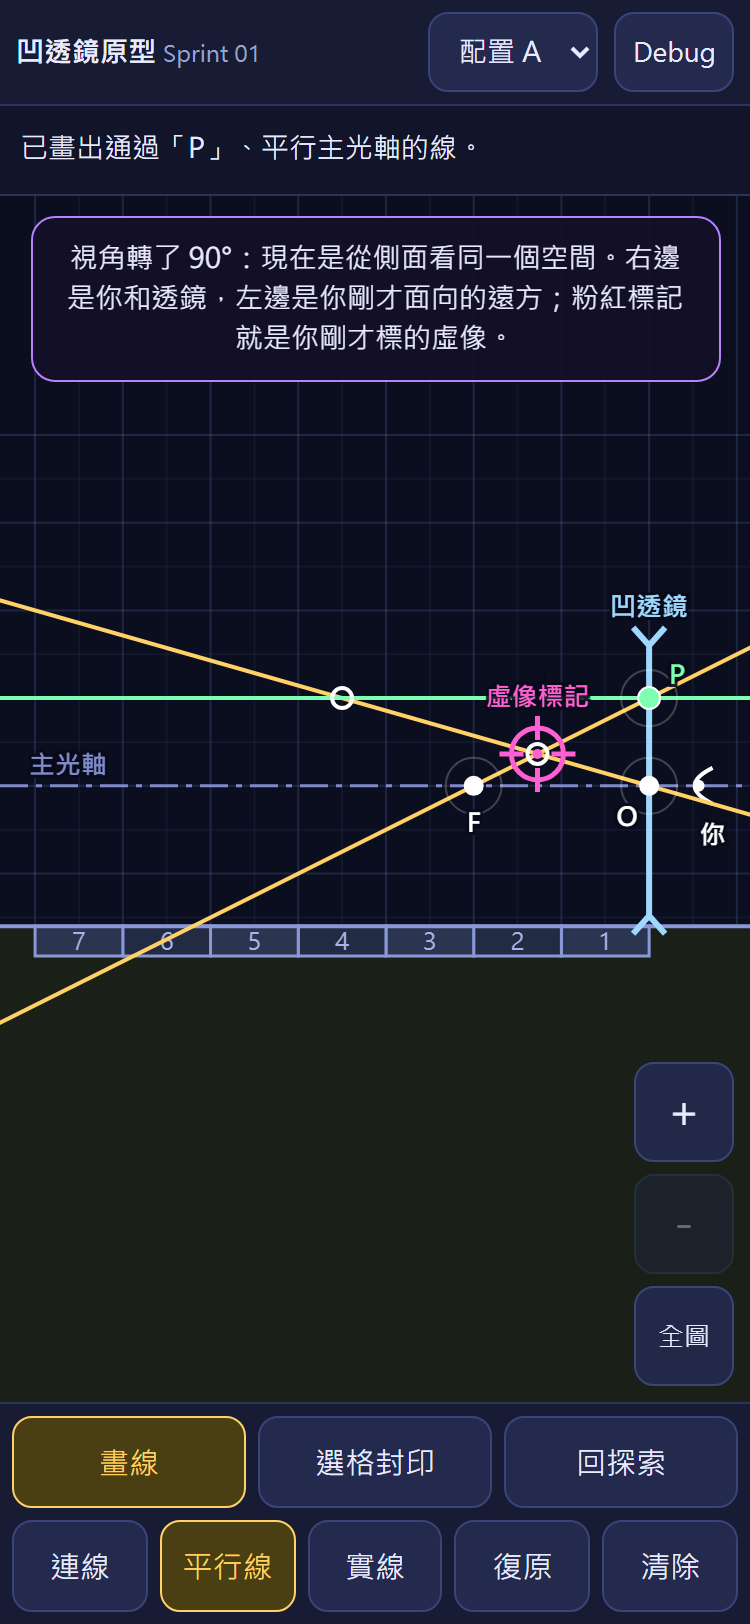 凹透鏡原型 Sprint 01
配置 A
Debug
已畫出通過「P」、平行主光軸的線。
視角轉了 90°：現在是從側面看同一個空間。右邊
是你和透鏡，左邊是你剛才面向的遠方；粉紅標記
就是你剛才標的虛像。
凹透鏡
P
虛像標記
主光軸
F
O
你
7 6 5 4 3 2 1
+
-
全圖
畫線 選格封印 回探索
連線 平行線 實線 復原 清除